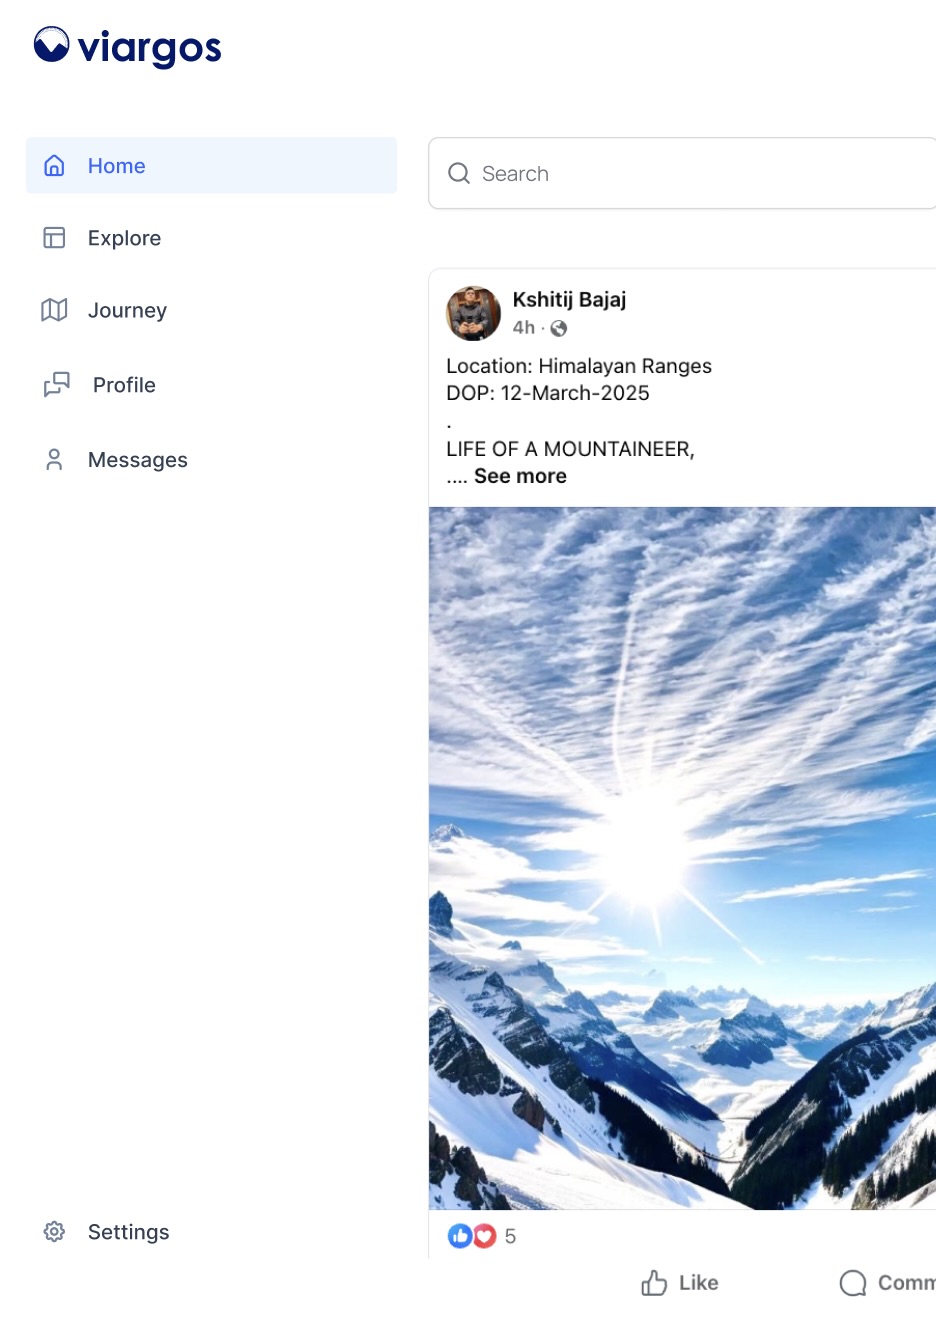 viargos
Home
Explore
Journey
Profile
Messages
Settings
Search
Kshitij Bajaj
4h ·
Location: Himalayan Ranges
DOP: 12-March-2025
.
LIFE OF A MOUNTAINEER,
.... See more
5
Like
Comm